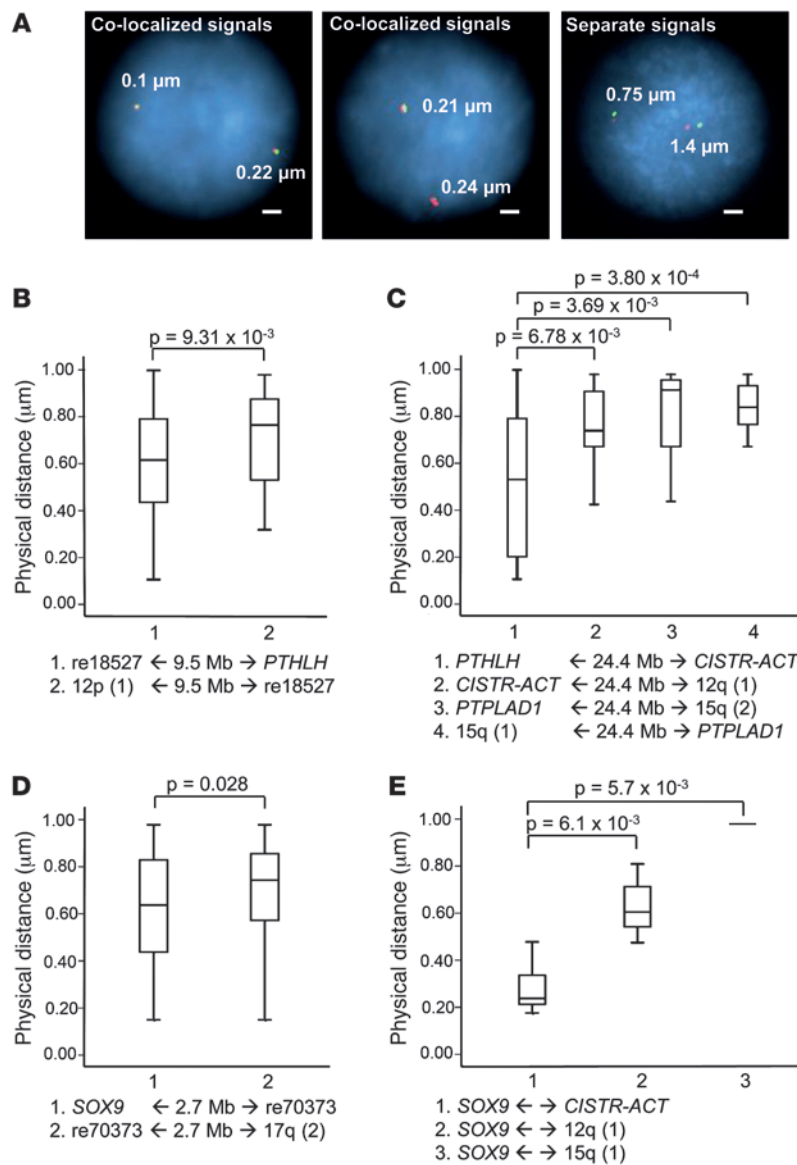 A
Co-localized signals
0.1 µm
0.22 µm
Co-localized signals
0.21 µm
0.24 µm
Separate signals
0.75 µm
1.4 µm
B
p = 9.31 x 10⁻³
Physical distance (µm)
1.00
0.80
0.60
0.40
0.20
0.00
1 2
1. re18527 ← 9.5 Mb → PTHLH
2. 12p (1) ← 9.5 Mb → re18527
C
p = 3.80 x 10⁻⁴
p = 3.69 x 10⁻³
p = 6.78 x 10⁻³
Physical distance (µm)
1.00
0.80
0.60
0.40
0.20
0.00
1 2 3 4
1. PTHLH ← 24.4 Mb → CISTR-ACT
2. CISTR-ACT ← 24.4 Mb → 12q (1)
3. PTPLAD1 ← 24.4 Mb → 15q (2)
4. 15q (1) ← 24.4 Mb → PTPLAD1
D
p = 0.028
Physical distance (µm)
1.00
0.80
0.60
0.40
0.20
0.00
1 2
1. SOX9 ← 2.7 Mb → re70373
2. re70373 ← 2.7 Mb → 17q (2)
E
p = 5.7 x 10⁻³
p = 6.1 x 10⁻³
Physical distance (µm)
1.00
0.80
0.60
0.40
0.20
0.00
1 2 3
1. SOX9 ← → CISTR-ACT
2. SOX9 ← → 12q (1)
3. SOX9 ← → 15q (1)